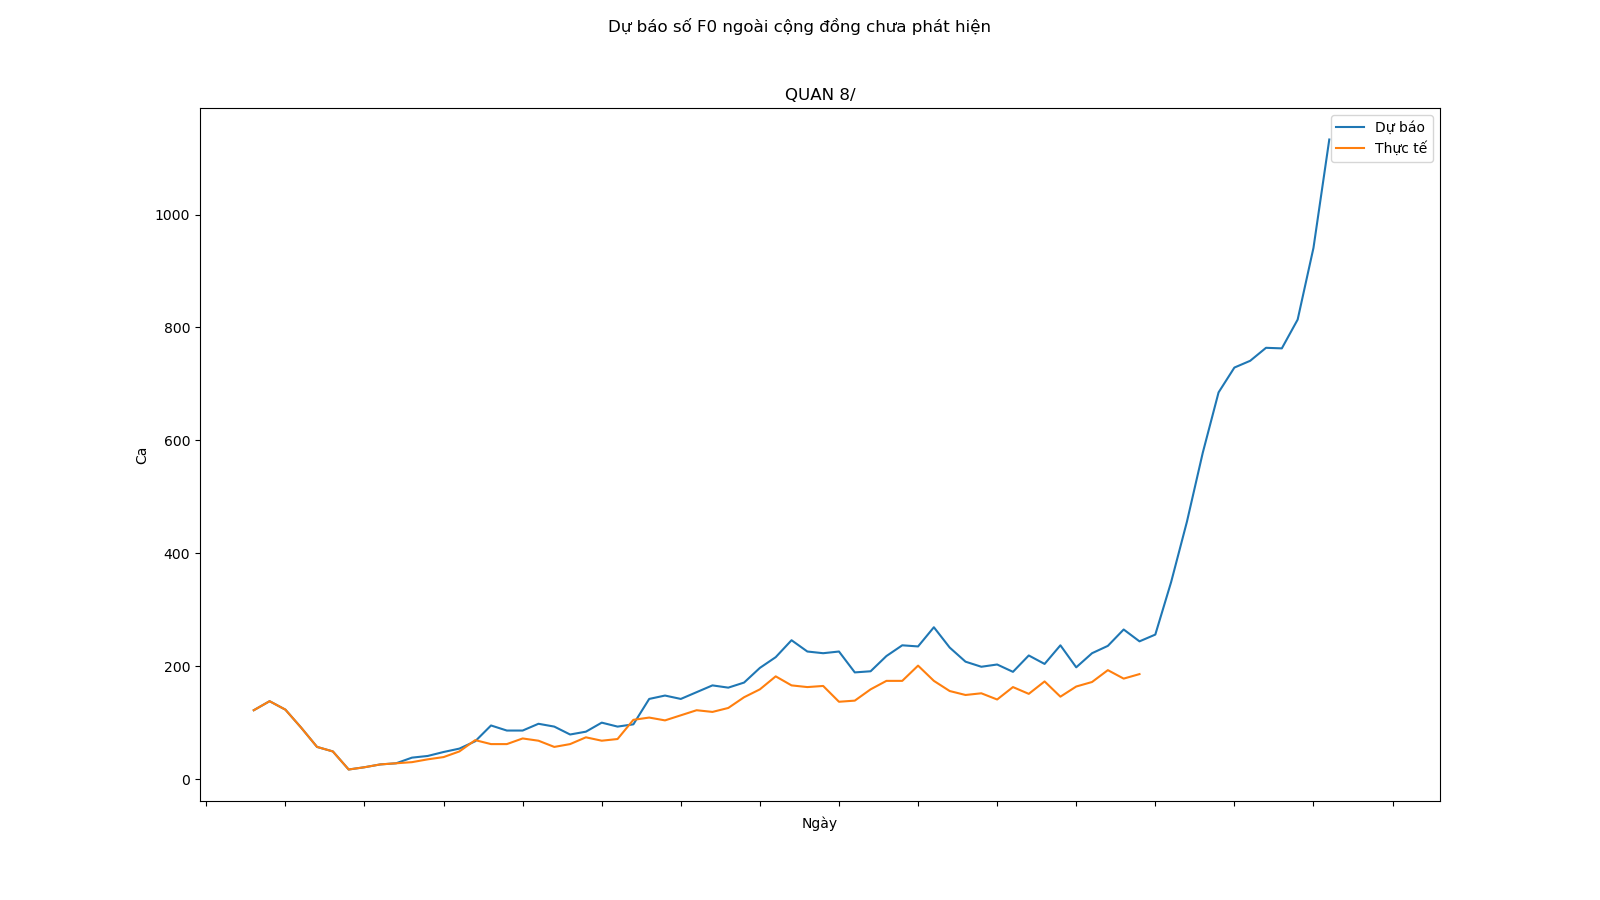 Dự báo số F0 ngoài cộng đồng chưa phát hiện
QUAN 8/
Dự báo
Thực tế
1000
800
600
400
200
0
Ca
Ngày